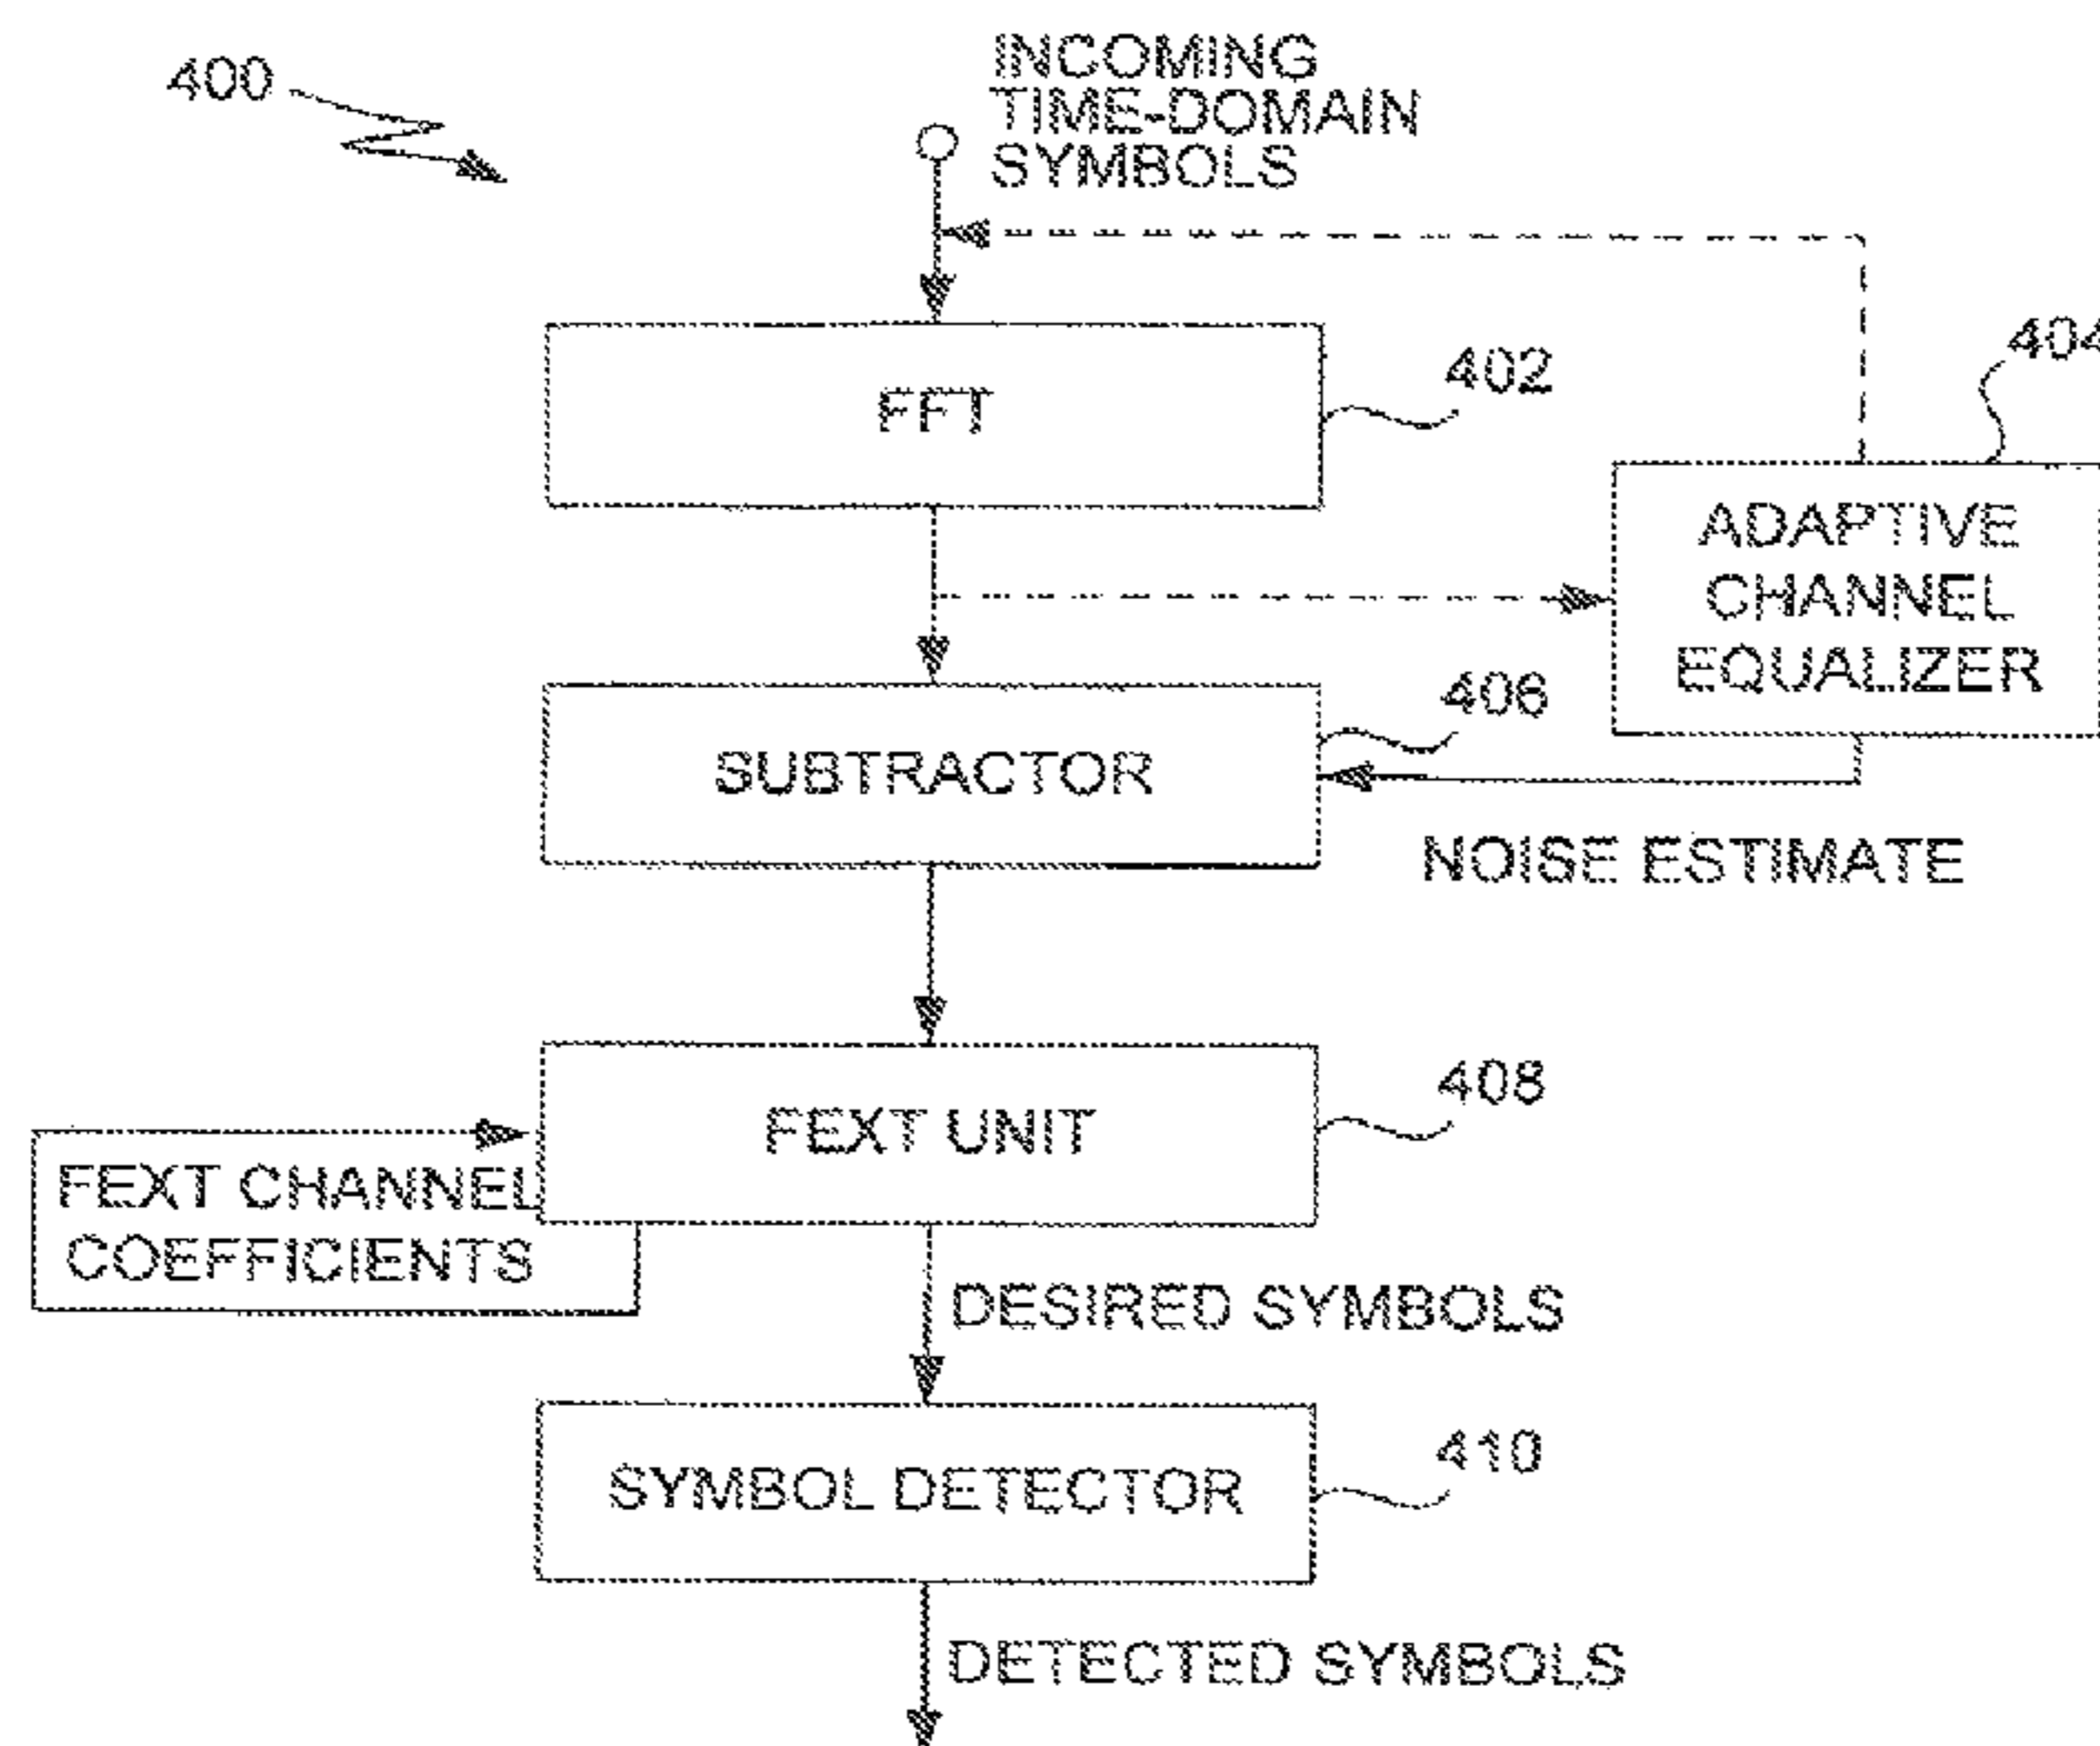 400
INCOMING
TIME-DOMAIN
SYMBOLS
FFT
402
404
ADAPTIVE
CHANNEL
EQUALIZER
SUBTRACTOR
406
NOISE ESTIMATE
FEXT UNIT
408
FEXT CHANNEL
COEFFICIENTS
DESIRED SYMBOLS
SYMBOL DETECTOR
410
DETECTED SYMBOLS